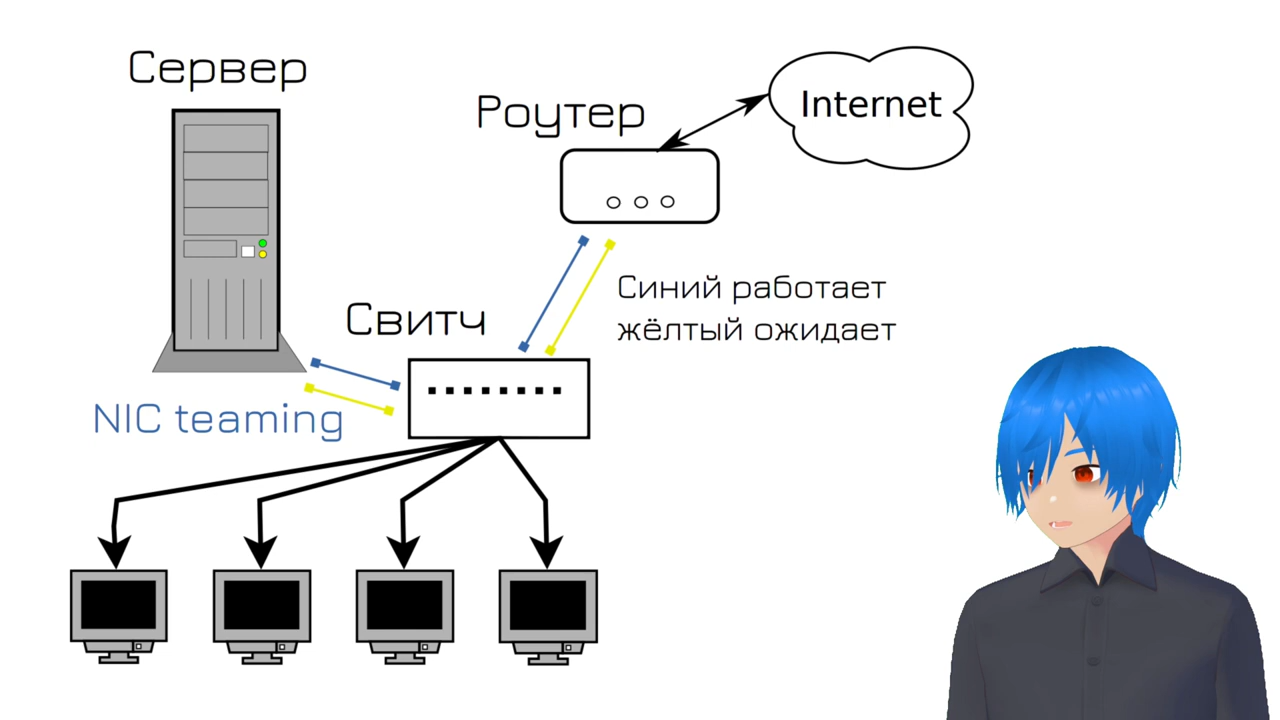 Сервер
Роутер
Internet
Синий работает
жёлтый ожидает
Свитч
NIC teaming